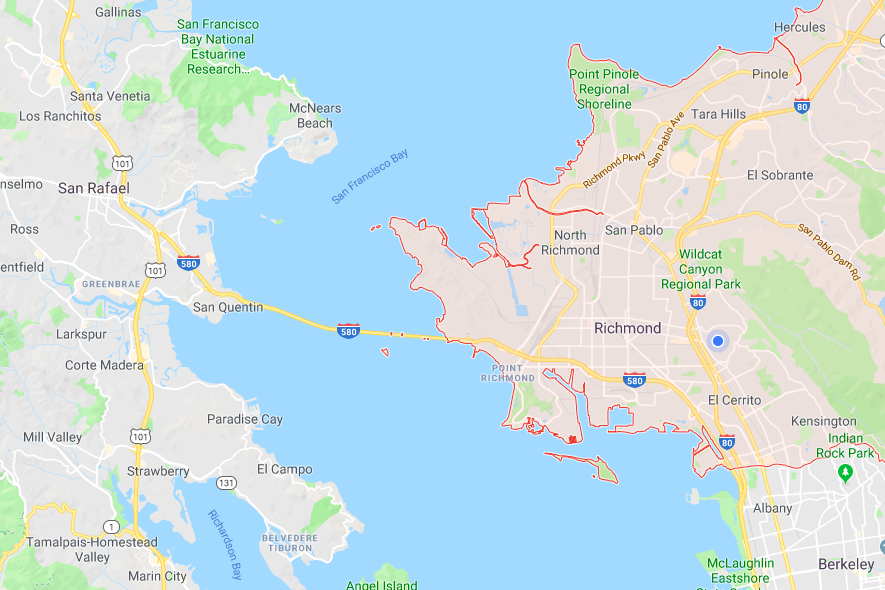 Gallinas
San Francisco
Bay National
Estuarine
Research...
Santa Venetia
Los Ranchitos
McNears
Beach
101
nselmo
San Rafael
San Francisco Bay
Ross
101
580
entfield
GREENBRAE
San Quentin
580
Larkspur
Corte Madera
Paradise Cay
101
Mill Valley
Strawberry
El Campo
131
1
Richardson Bay
Tamalpais-Homestead
Valley
BELVEDERE
TIBURON
Marin City
Angel Island
Hercules
Point Pinole
Regional
Shoreline
Pinole
80
Tara Hills
San Pablo Ave
Richmond Pkwy
El Sobrante
San Pablo
North
Richmond
San Pablo Dam Rd
Wildcat
Canyon
Regional Park
80
Richmond
POINT
RICHMOND
580
El Cerrito
Kensington
80
Indian
Rock Park
Albany
McLaughlin
Eastshore
Berkeley